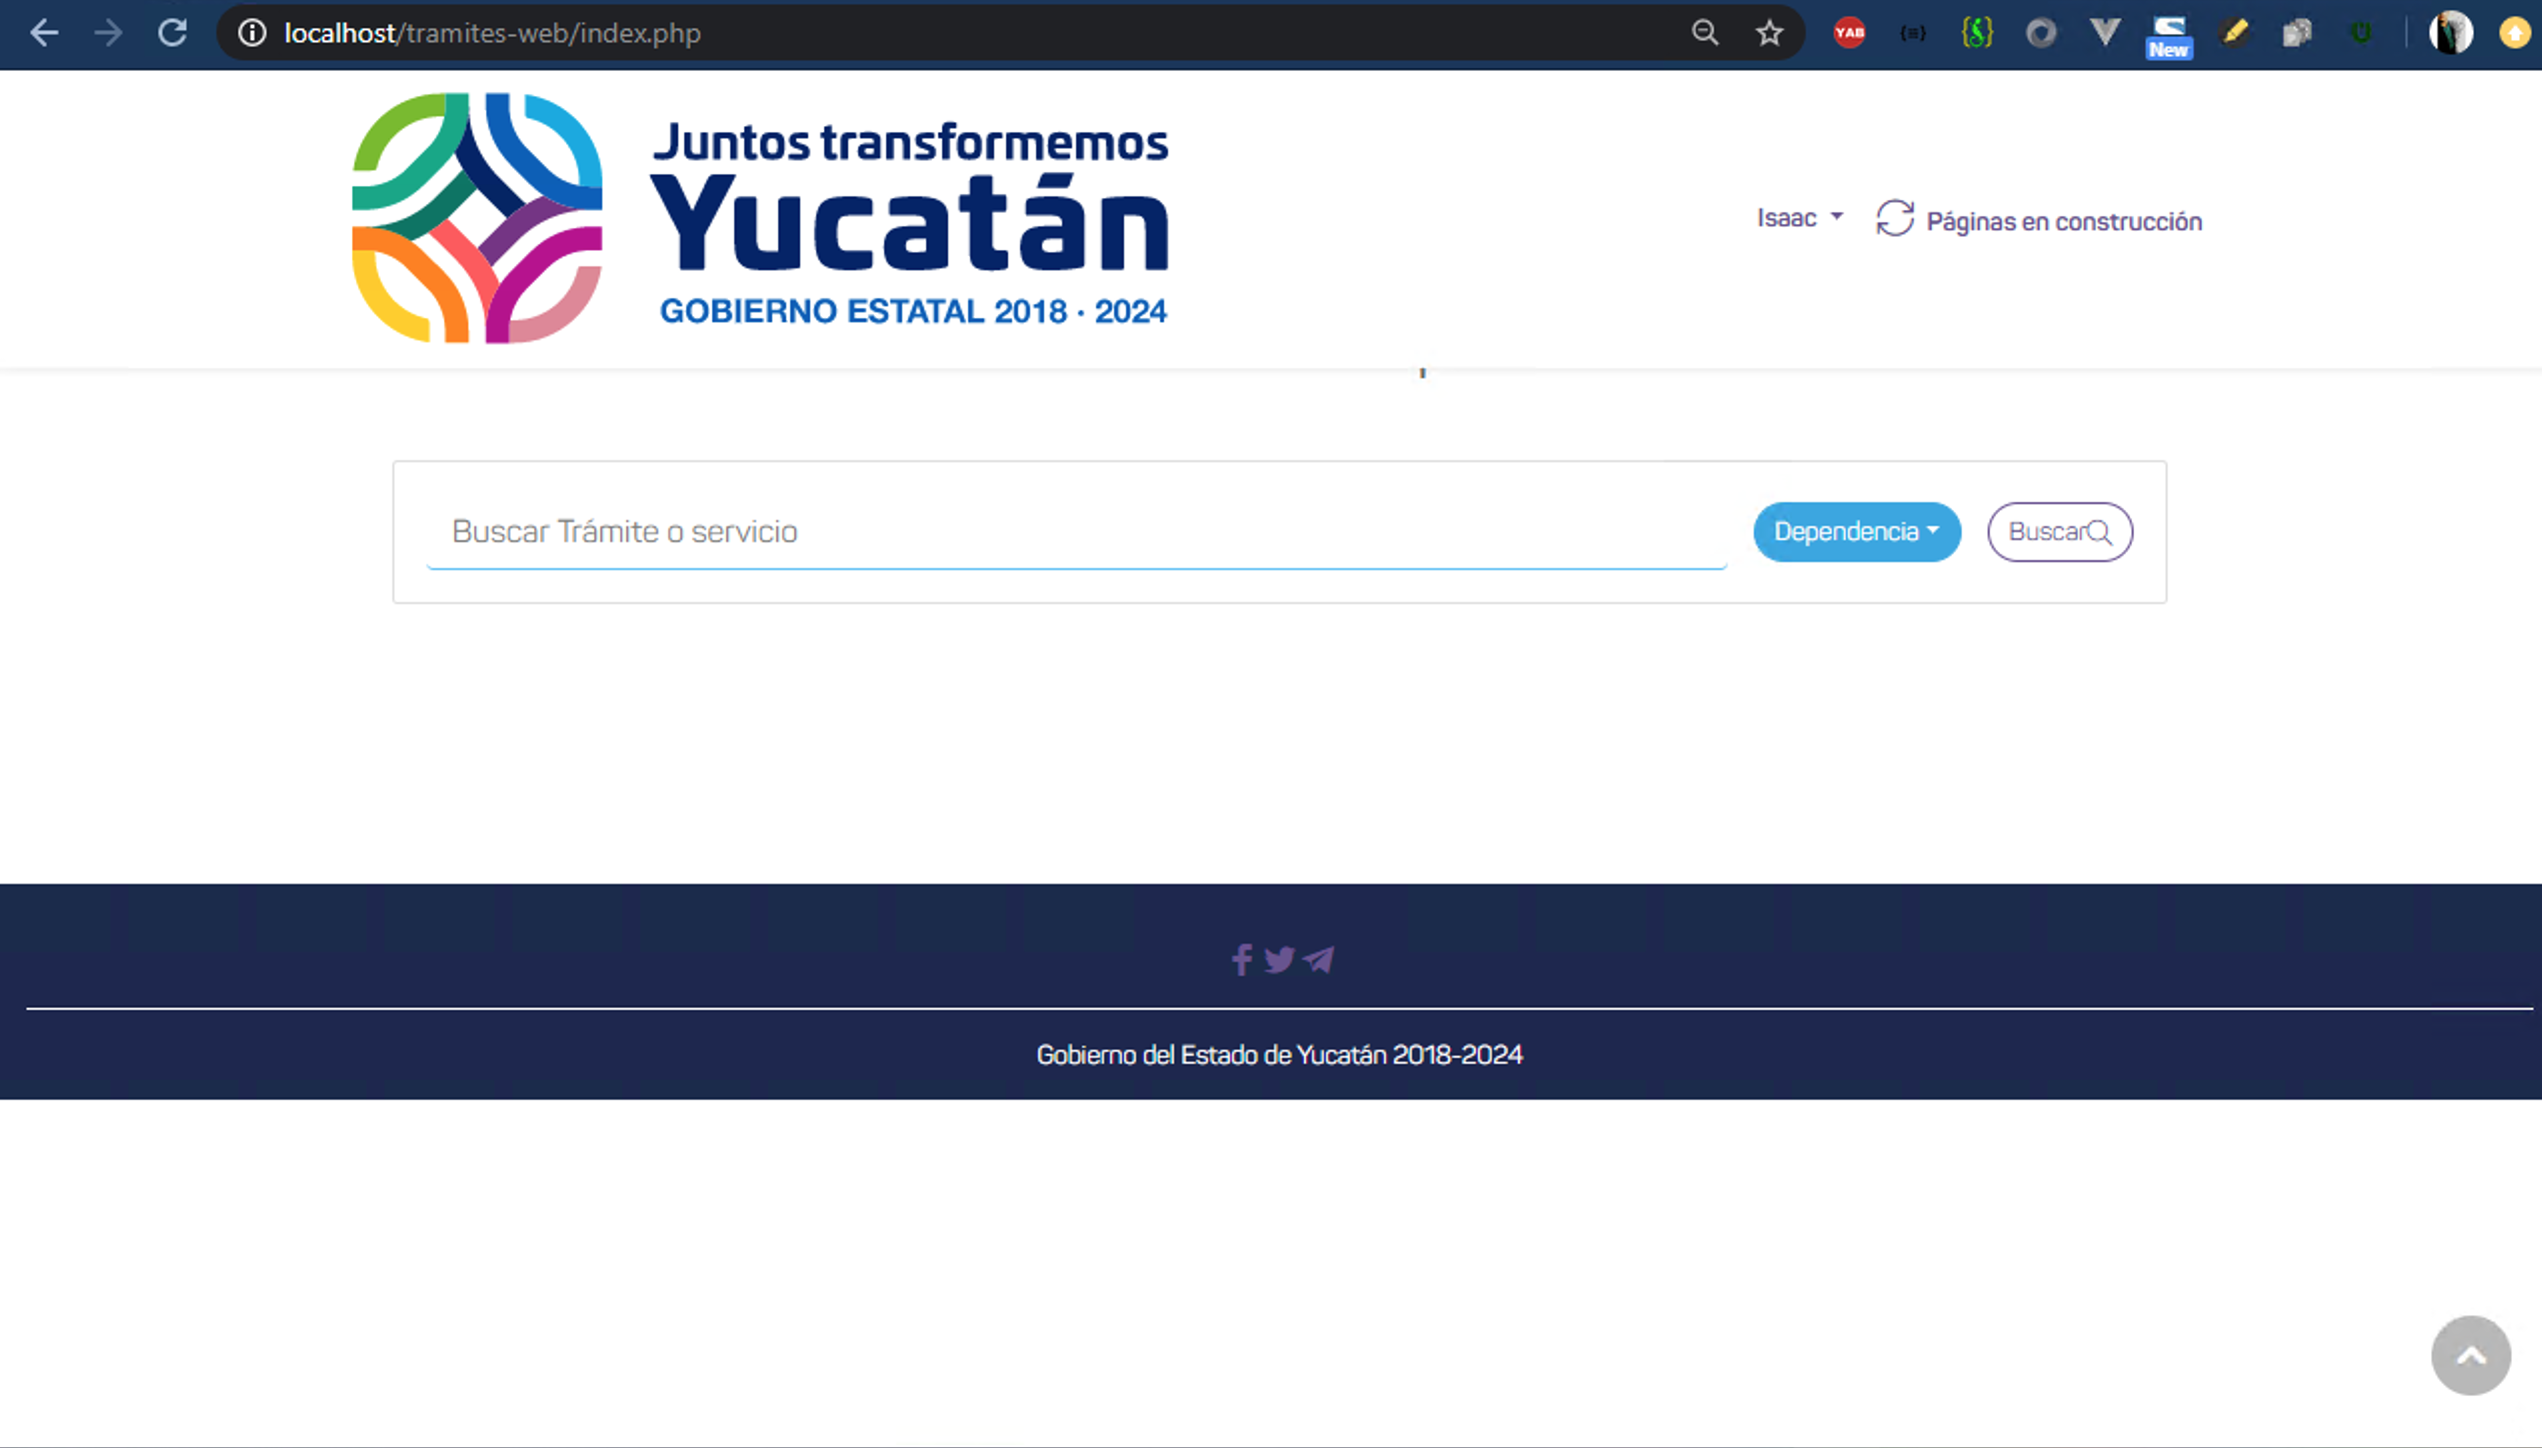 localhost/tramites-web/index.php
YAB
New
Juntos transformemos
Yucatán
GOBIERNO ESTATAL 2018 · 2024
Isaac
Páginas en construcción
Buscar Trámite o servicio
Dependencia
Buscar
Gobierno del Estado de Yucatán 2018-2024